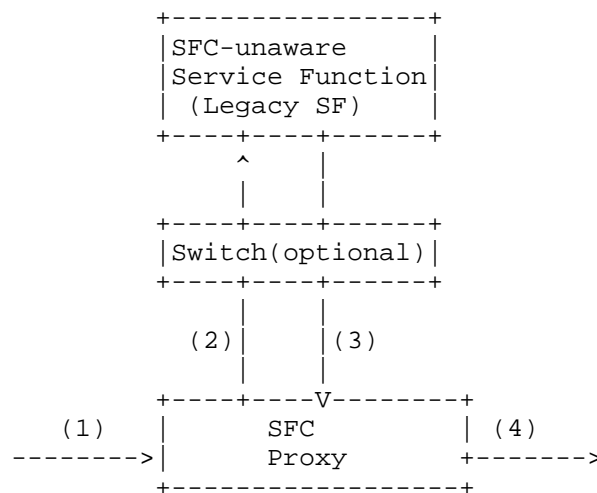 SFC-unaware
Service Function
(Legacy SF)
Switch(optional)
(2) (3)
(1) SFC (4)
Proxy